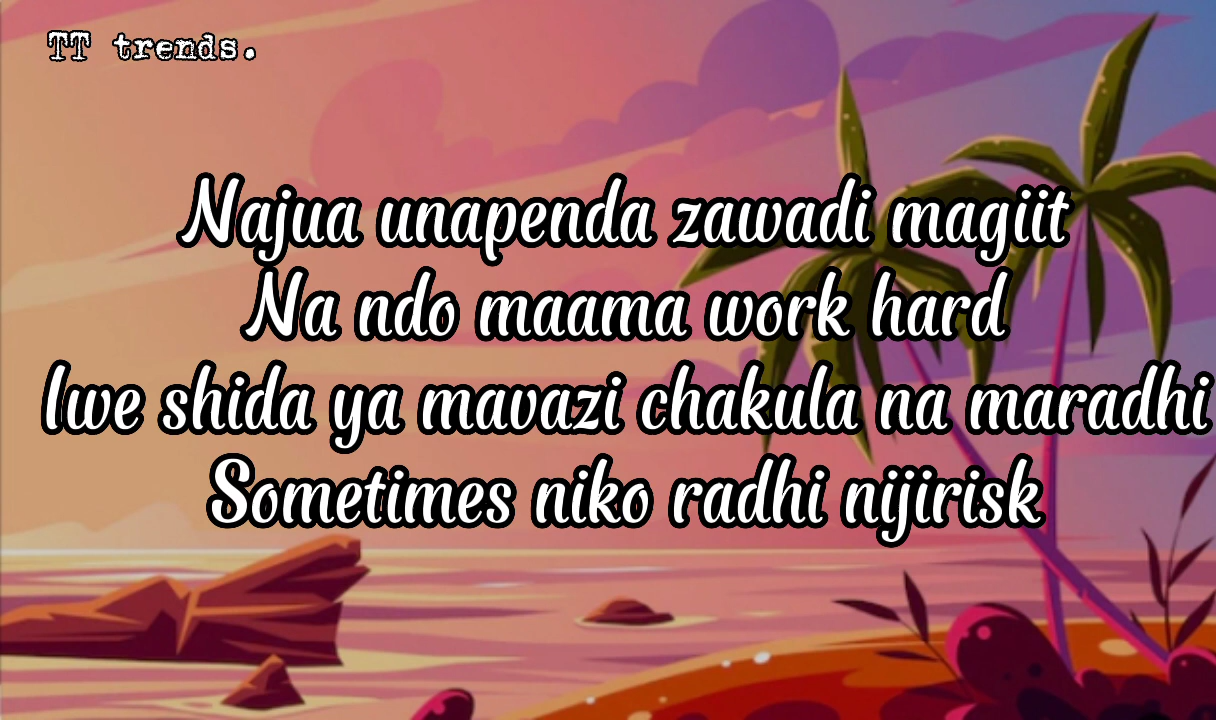 TT trends.
Najua unapenda zawadi magiit
Na ndo maama work hard
Iwe shida ya mavazi chakula na maradhi
Sometimes niko radhi nijirisk